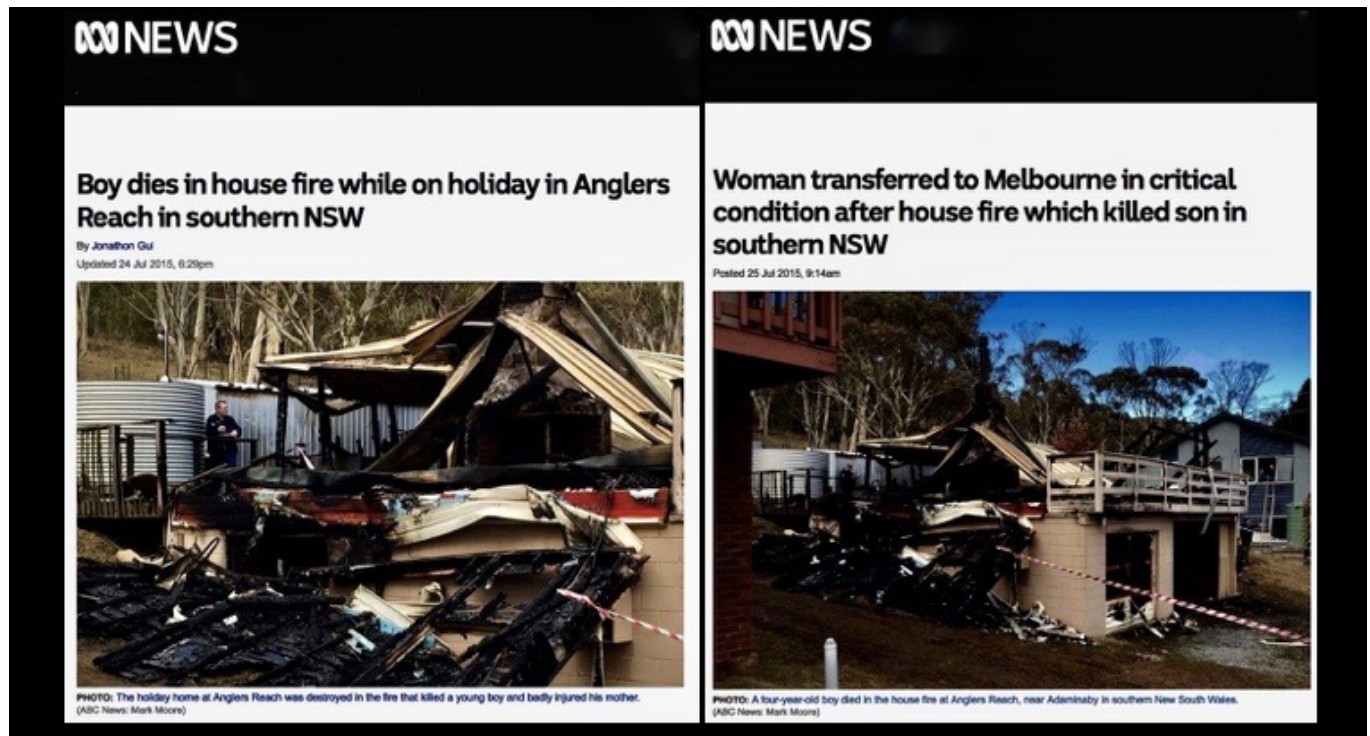 ABC NEWS
Boy dies in house fire while on holiday in Anglers
Reach in southern NSW
By Jonathon Gul
Updated 24 Jul 2015, 6:29pm
PHOTO: The holiday home at Anglers Reach was destroyed in the fire that killed a young boy and badly injured his mother.
(ABC News: Mark Moore)
ABC NEWS
Woman transferred to Melbourne in critical
condition after house fire which killed son in
southern NSW
Posted 25 Jul 2015, 9:14am
PHOTO: A four-year-old boy died in the house fire at Anglers Reach, near Adaminaby in southern New South Wales.
(ABC News: Mark Moore)